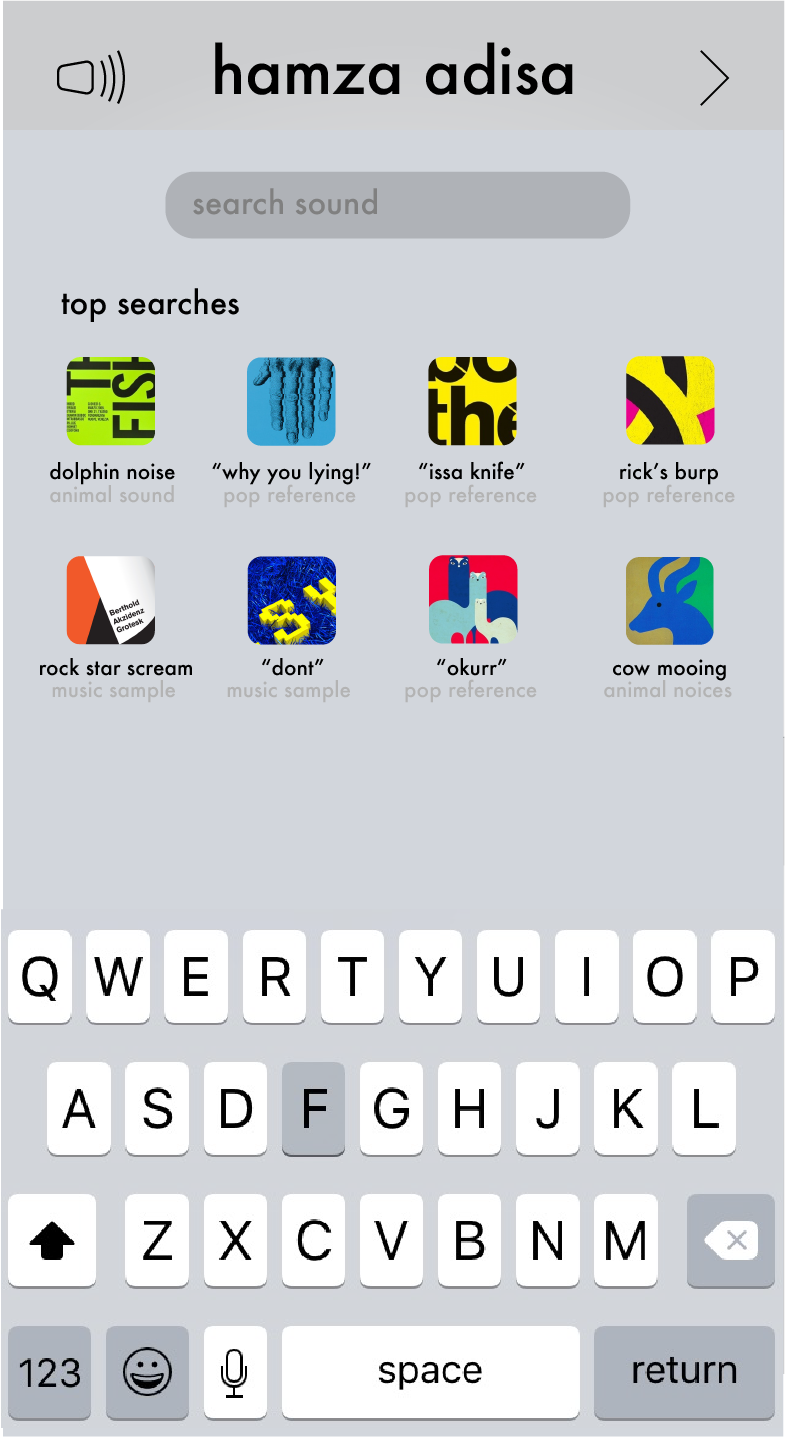 hamza adisa
search sound
top searches
FISH
the
dolphin noise
“why you lying!”
“issa knife”
rick’s burp
animal sound
pop reference
pop reference
pop reference
Berthold
Akzidenz
Grotesk
rock star scream
“dont”
“okurr”
cow mooing
music sample
music sample
pop reference
animal noices
Q W E R T Y U I O P
A S D F G H J K L
Z X C V B N M
123
space
return